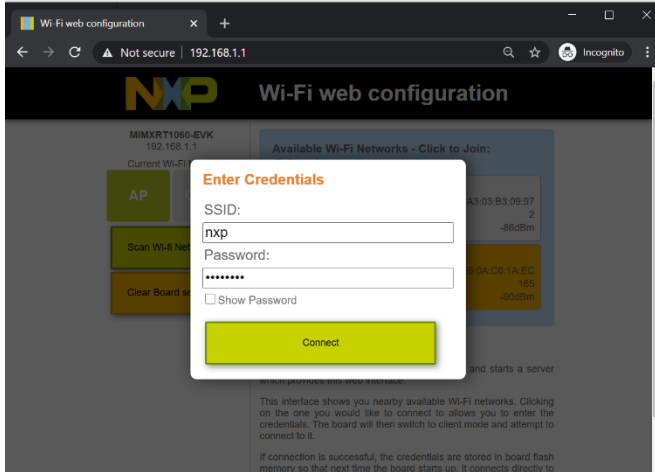 Wi-Fi web configuration
Not secure | 192.168.1.1
Incognito
NXP
Wi-Fi web configuration
MIMXRT1060-EVK
192.168.1.1
Current Wi-Fi
AP
Scan Wi-fi Net
Clear Board se
Available Wi-Fi Networks - Click to Join:
A3:03:B3:09:97
2
-86dBm
0A:C6:1A:EC
165
-90dBm
Enter Credentials
SSID:
nxp
Password:
••••••••
Show Password
Connect
and starts a server
which provides this web interface.
This interface shows you nearby available Wi-Fi networks. Clicking
on the one you would like to connect to allows you to enter the
credentials. The board will then switch to client mode and attempt to
connect to it.
If connection is successful, the credentials are stored in board flash
memory so that next time the board starts up, it connects directly to